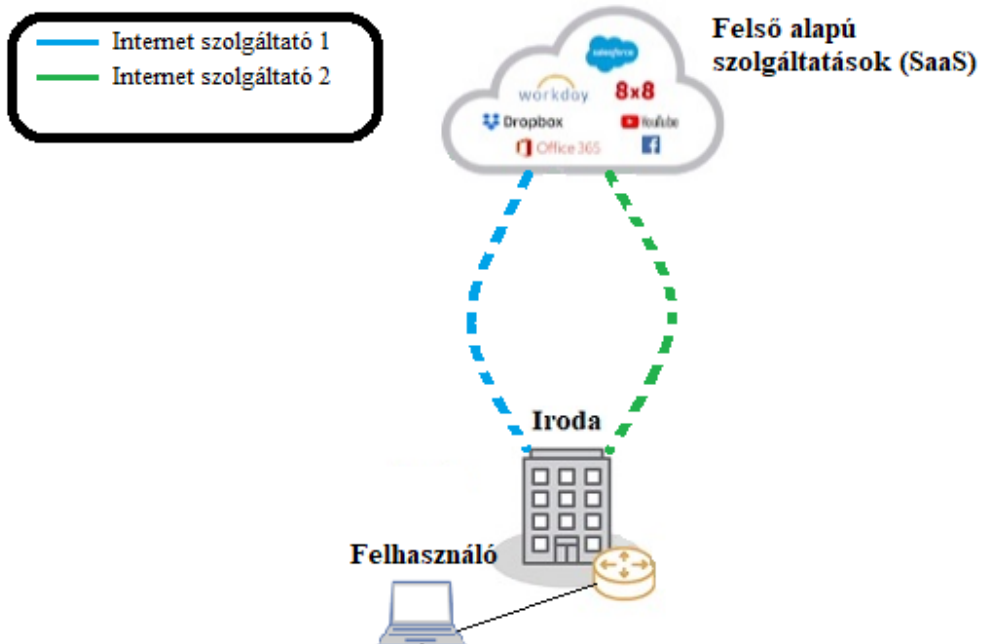 Internet szolgáltató 1
Internet szolgáltató 2
Felső alapú
szolgáltatások (SaaS)
salesforce
workday
8x8
Dropbox
YouTube
Office 365
Iroda
Felhasználó